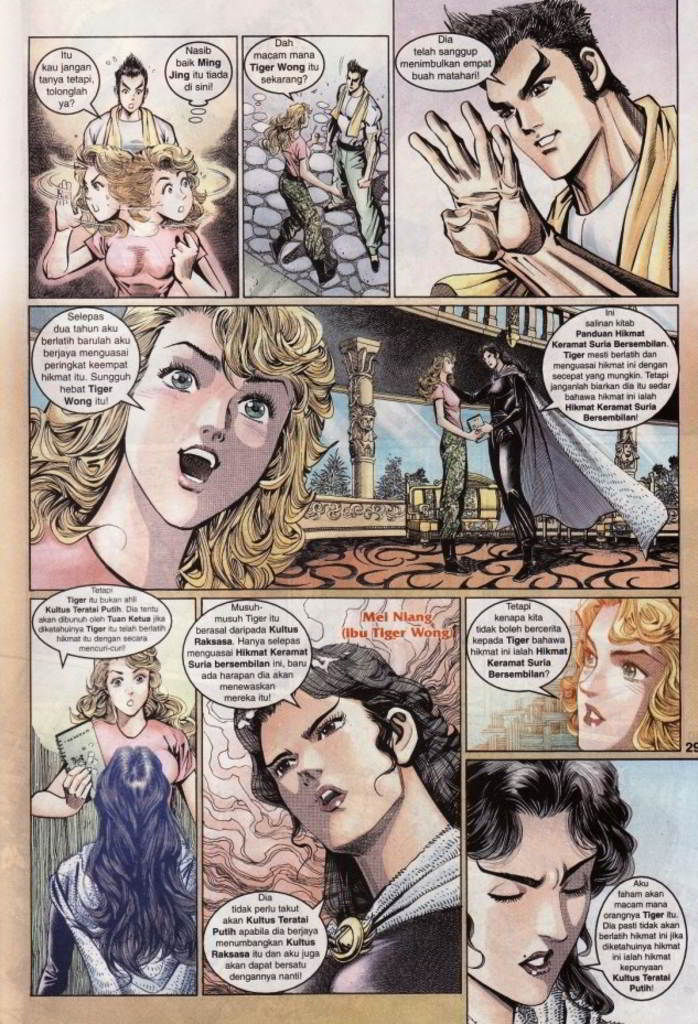 Itu
kau jangan
tanya tetapi,
tolonglah
ya?
Nasib
baik Ming
Jing itu tiada
di sini!
Dah
macam mana
Tiger Wong itu
sekarang?
Dia
telah sanggup
menimbulkan empat
buah matahari!
Selepas
dua tahun aku
berlatih barulah aku
berjaya menguasai
peringkat keempat
hikmat itu. Sungguh
hebat Tiger
Wong itu!
Ini
salinan kitab
Panduan Hikmat
Keramat Suria Bersembilan.
Tiger mesti berlatih dan
menguasai hikmat ini dengan
secepat yang mungkin. Tetapi
janganlah biarkan dia itu sedar
bahawa hikmat ini ialah
Hikmat Keramat Suria
Bersembilan!
Tetapi
Tiger itu bukan ahli
Kultus Teratai Putih. Dia tentu
akan dibunuh oleh Tuan Ketua jika
diketahuinya Tiger itu telah berlatih
hikmat itu dengan secara
mencuri-curi!
Musuh-
musuh Tiger itu
berasal daripada Kultus
Raksasa. Hanya selepas
menguasai Hikmat Keramat
Suria bersembilan ini, baru
ada harapan dia akan
menewaskan
mereka itu!
Mei Niang
(Ibu Tiger Wong)
Dia
tidak perlu takut
akan Kultus Teratai
Putih apabila dia berjaya
menumbangkan Kultus
Raksasa itu dan aku juga
akan dapat bersatu
dengannya nanti!
Tetapi
kenapa kita
tidak boleh bercerita
kepada Tiger bahawa
hikmat ini ialah Hikmat
Keramat Suria
Bersembilan?
29
Aku
faham akan
macam mana
orangnya Tiger itu.
Dia pasti tidak akan
berlatih hikmat ini jika
diketahuinya hikmat ini
kepunyaan
Kultus Teratai
Putih!